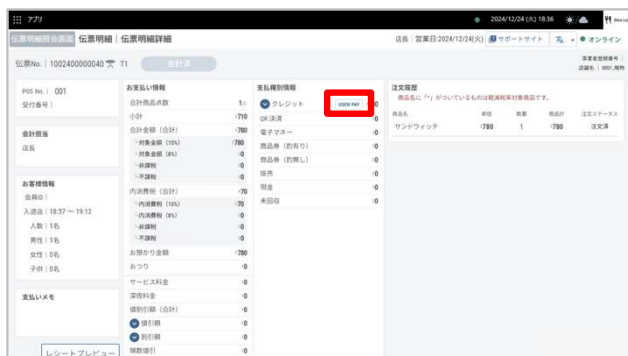 アプリ
2024/12/24 (火) 18:36
伝票明細照会画面 伝票明細 | 伝票明細詳細
店長 | 営業日:2024/12/24(火) サポートサイト オンライン
伝票No. | 1002400000040 T1 会計済
事業者登録番号 |
店舗名 | 0001_
POS No. | 001
受付番号 |
会計担当
店長
お客様情報
会員ID |
入退店 | 18:57 〜 19:12
人数 | 1名
男性 | 1名
女性 | 0名
子供 | 0名
支払いメモ
レシートプレビュー
お支払い情報
合計商品点数 1
小計 710
合計金額 (合計) 780
対象金額 (10%) 780
対象金額 (8%) 0
非課税 0
不課税 0
内消費税 (合計) 70
内消費税 (10%) 70
内消費税 (8%) 0
非課税 0
不課税 0
お預かり金額 780
おつり 0
サービス料金 0
深夜料金 0
値割引額 (合計) 0
値引額 0
割引額 0
端数値引 0
支払種別情報
クレジット USEN PAY
QR 決済 0
電子マネー 0
商品券 (釣有り) 0
商品券 (釣無し) 0
掛売 0
現金 0
未回収 0
注文履歴
商品名に「*」がついているものは軽減税率対象商品です。
商品名 単価 数量 商品計 注文ステータス
サンドウィッチ 780 1 780 注文済